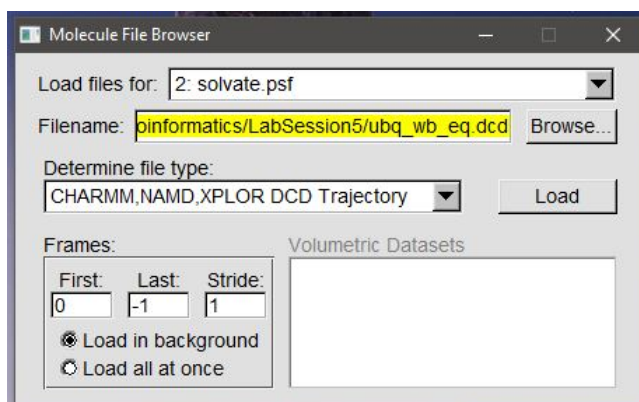 Molecule File Browser
Load files for: 2: solvate.psf
Filename: oinformatics/LabSession5/ubq_wb_eq.dcd Browse...
Determine file type:
CHARMM,NAMD,XPLOR DCD Trajectory Load
Frames: Volumetric Datasets
First: Last: Stride:
0 -1 1
Load in background
Load all at once